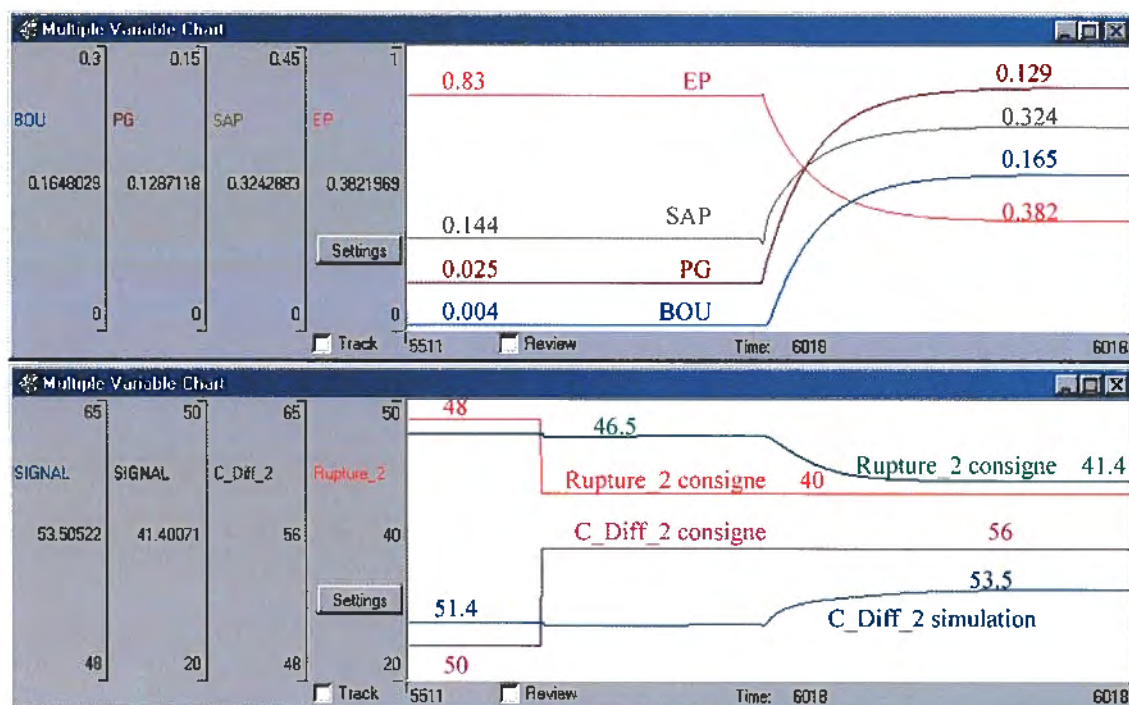 Multiple Variable Chart
0.3 0.15 0.45 1
BOU PG SAP EP
0.1648029 0.1287118 0.3242883 0.3821969
Settings
0 0 0 0
Track
Review
5511
Time: 6018
6018
0.83 EP 0.129
0.324
0.165
SAP
0.144
0.382
0.025 PG
0.004 BOU
Multiple Variable Chart
65 50 65 50
SIGNAL SIGNAL C_Diff_2 Rupture_2
53.50522 41.40071 56 40
Settings
48 20 48 20
Track
Review
5511
Time: 6018
6018
48
46.5
Rupture_2 consigne 41.4
Rupture_2 consigne 40
C_Diff_2 consigne 56
53.5
51.4
C_Diff_2 simulation
50